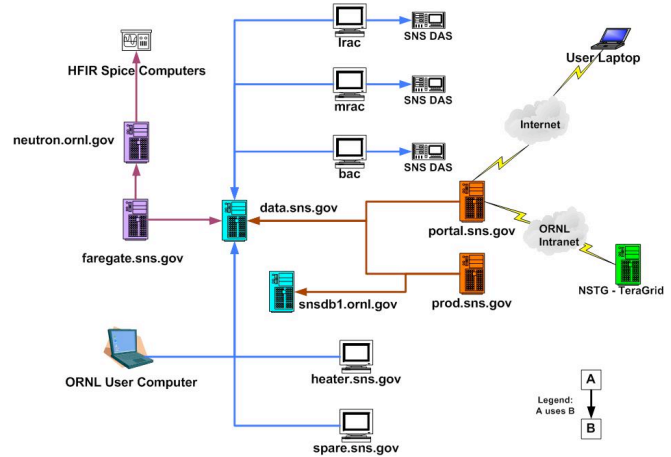 lrac
SNS DAS
User Laptop
HFIR Spice Computers
mrac
SNS DAS
Internet
neutron.ornl.gov
bac
SNS DAS
data.sns.gov
portal.sns.gov
ORNL
Intranet
faregate.sns.gov
snsdb1.ornl.gov
prod.sns.gov
NSTG - TeraGrid
ORNL User Computer
heater.sns.gov
A
Legend:
A uses B
B
spare.sns.gov